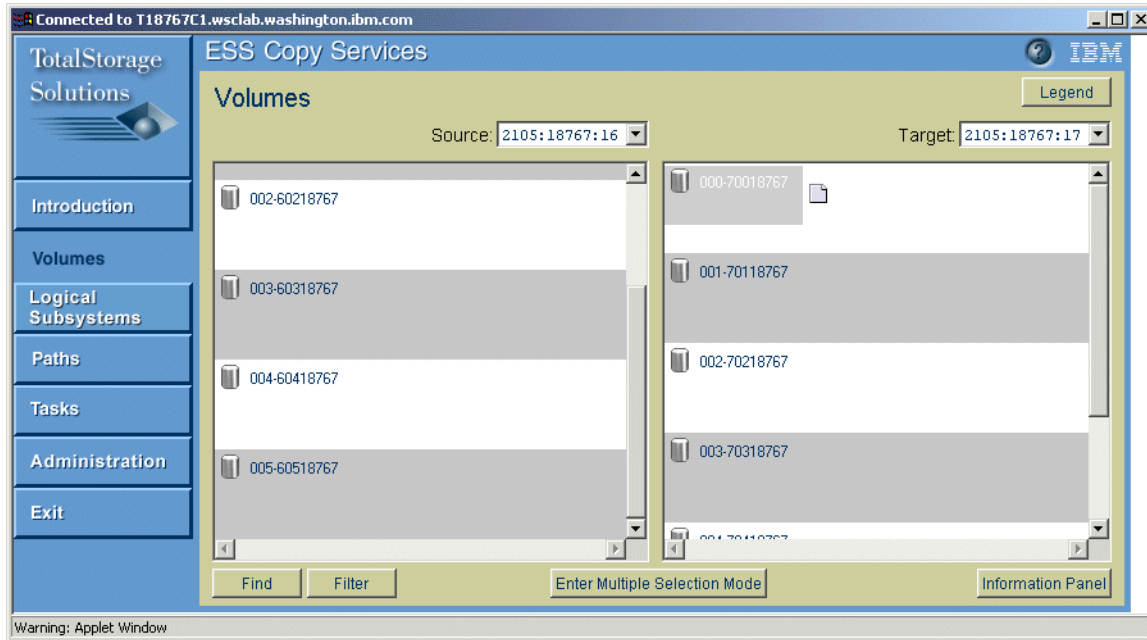 Connected to T18767C1.wsclab.washington.ibm.com
TotalStorage
Solutions
ESS Copy Services
IBM
Volumes
Legend
Source: 2105:18767:16
Target: 2105:18767:17
Introduction
Volumes
Logical
Subsystems
Paths
Tasks
Administration
Exit
002-60218767
003-60318767
004-60418767
005-60518767
000-70018767
001-70118767
002-70218767
003-70318767
004-70418767
Find
Filter
Enter Multiple Selection Mode
Information Panel
Warning: Applet Window